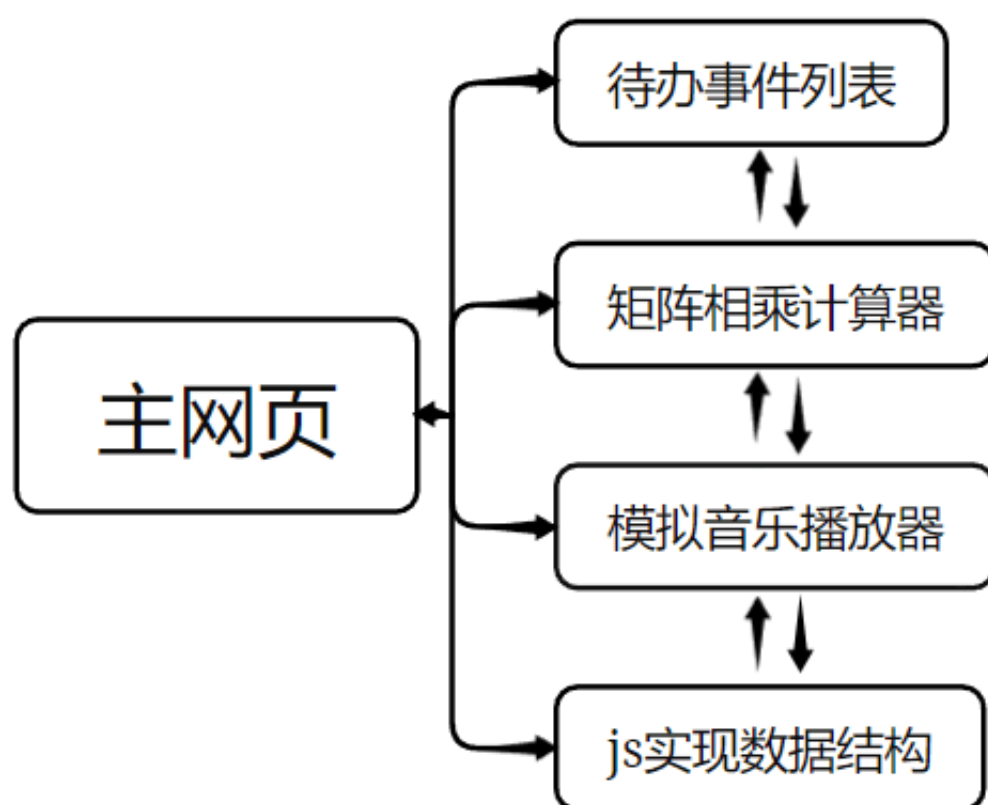 待办事件列表
矩阵相乘计算器
主网页
模拟音乐播放器
js实现数据结构